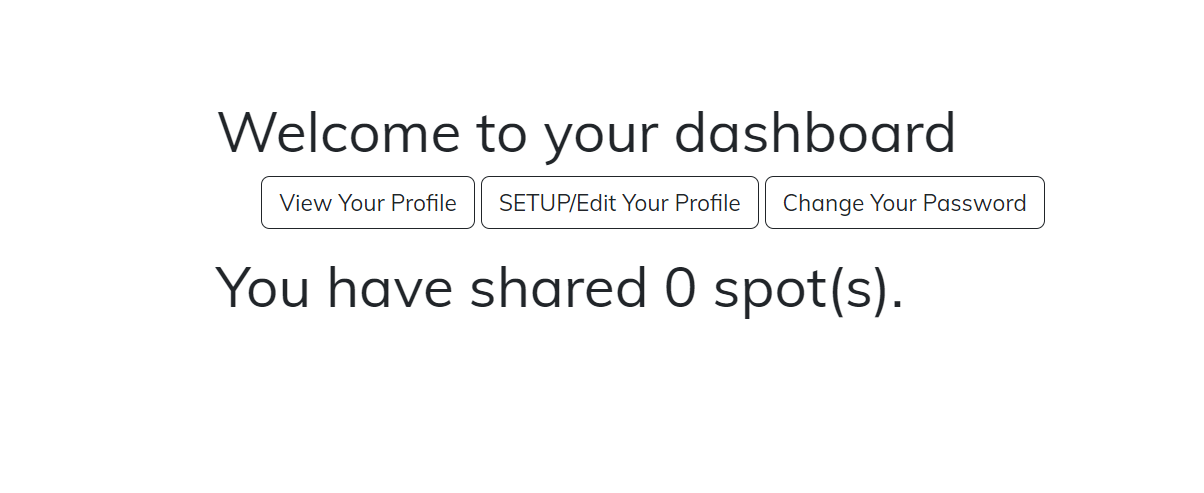 Welcome to your dashboard
View Your Profile SETUP/Edit Your Profile Change Your Password
You have shared 0 spot(s).